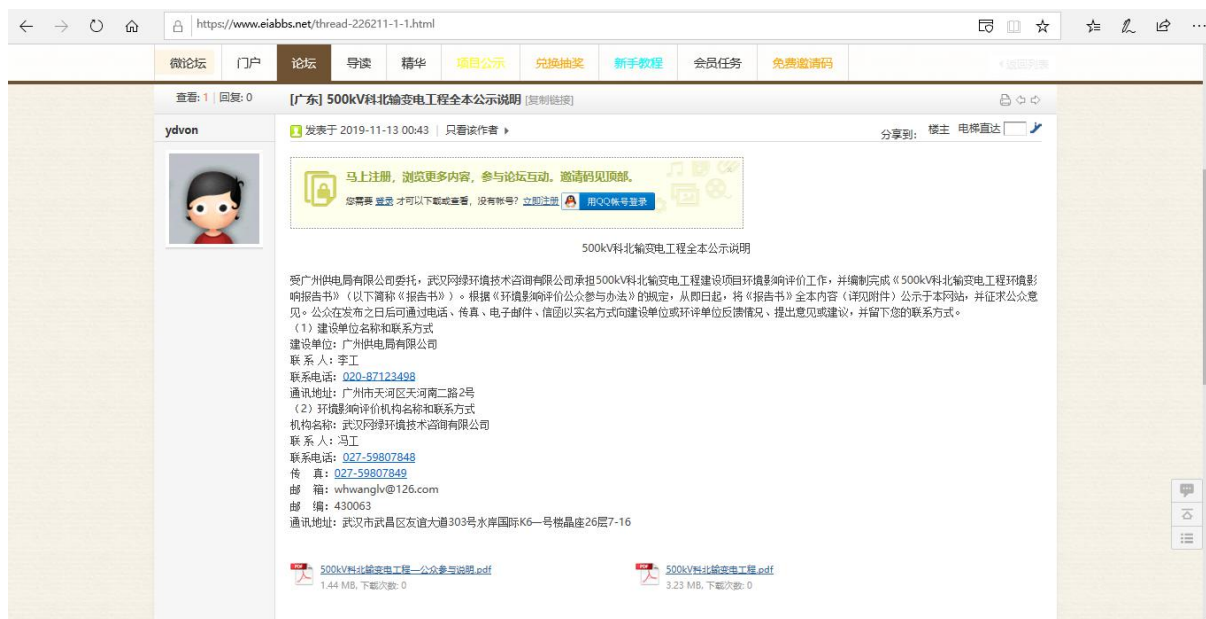 https://www.eiabbs.net/thread-226211-1-1.html
微论坛 门户 论坛 导读 精华 项目公示 兑换抽奖 新手教程 会员任务 免费邀请码
查看: 1 | 回复: 0 [广东] 500kV科北输变电工程全本公示说明 [复制链接]
ydvon 发表于 2019-11-13 00:43 | 只看该作者 分享到: 楼主 电梯直达
马上注册，浏览更多内容，参与论坛互动。邀请码见顶部。
您需要 登录 才可以下载或查看，没有帐号？立即注册 用QQ帐号登录
500kV科北输变电工程全本公示说明
受广州供电局有限公司委托，武汉网绿环境技术咨询有限公司承担500kV科北输变电工程建设项目环境影响评价工作，并编制完成《500kV科北输变电工程环境影
响报告书》（以下简称《报告书》）。根据《环境影响评价公众参与办法》的规定，从即日起，将《报告书》全本内容（详见附件）公示于本网站，并征求公众意
见。公众在发布之日后可通过电话、传真、电子邮件、信函以实名方式向建设单位或环评单位反馈情况、提出意见或建议，并留下您的联系方式。
（1）建设单位名称和联系方式
建设单位：广州供电局有限公司
联 系 人：李工
联系电话：020-87123498
通讯地址：广州市天河区天河南二路2号
（2）环境影响评价机构名称和联系方式
机构名称：武汉网绿环境技术咨询有限公司
联 系 人：冯工
联系电话：027-59807848
传 真：027-59807849
邮 箱：whwanglv@126.com
邮 编：430063
通讯地址：武汉市武昌区友谊大道303号水岸国际K6—号楼晶座26层7-16
500kV科北输变电工程—公众参与说明.pdf
1.44 MB, 下载次数: 0
500kV科北输变电工程.pdf
3.23 MB, 下载次数: 0